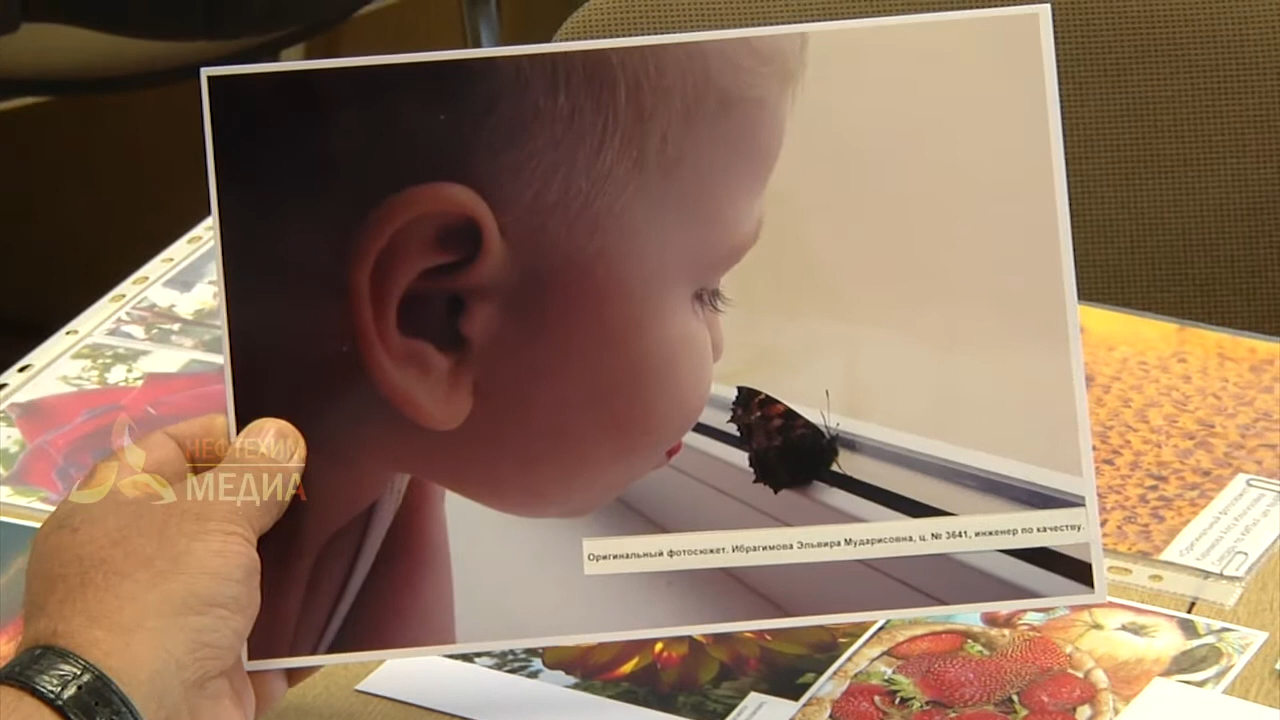 НЕФТЕХИМ
МЕДИА
Оригинальный фотосюжет. Ибрагимова Эльвира Мударисовна, ц. № 3641, инженер по качеству.